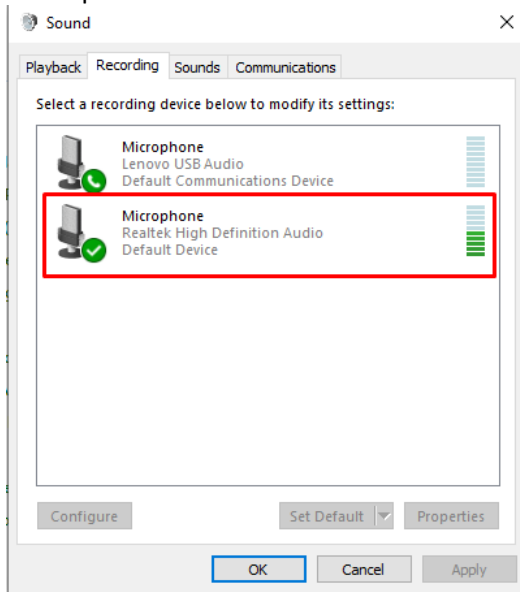 Sound
Playback Recording Sounds Communications
Select a recording device below to modify its settings:
Microphone
Lenovo USB Audio
Default Communications Device
Microphone
Realtek High Definition Audio
Default Device
Configure Set Default Properties
OK Cancel Apply